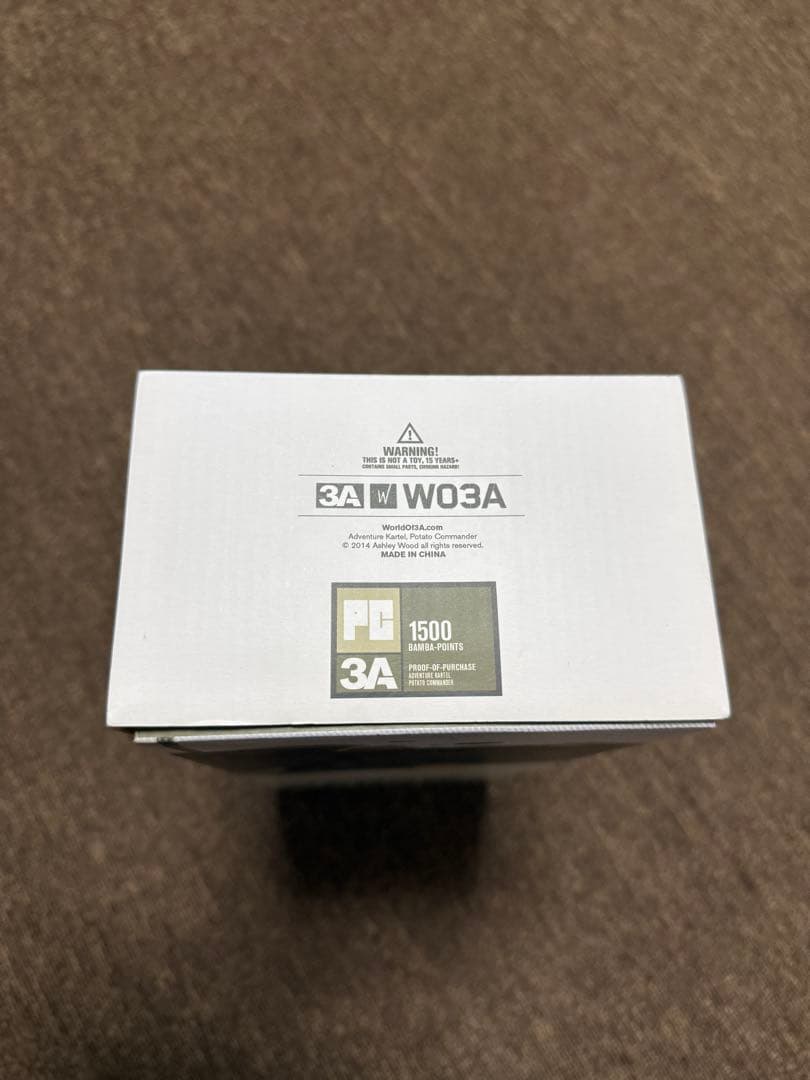 WARNING!
THIS IS NOT A TOY, 15 YEARS+
CONTAINS SMALL PARTS, CHOKING HAZARD!
3A W WO3A
WorldOf3A.com
Adventure Kartel, Potato Commander
© 2014 Ashley Wood all rights reserved.
MADE IN CHINA
PC
1500
BAMBA-POINTS
3A
PROOF-OF-PURCHASE
ADVENTURE KARTEL
POTATO COMMANDER